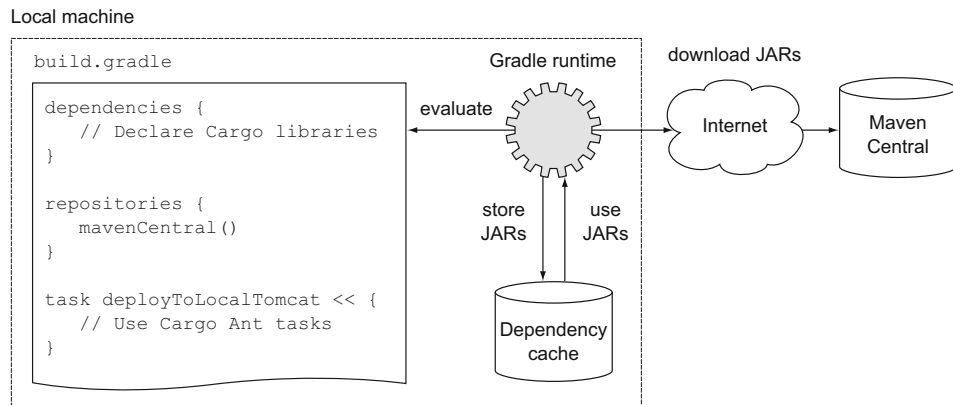 Local machine
build.gradle
dependencies {
// Declare Cargo libraries
}
repositories {
mavenCentral()
}
task deployToLocalTomcat << {
// Use Cargo Ant tasks
}
evaluate
Gradle runtime
download JARs
Internet
Maven
Central
store
JARs
use
JARs
Dependency
cache